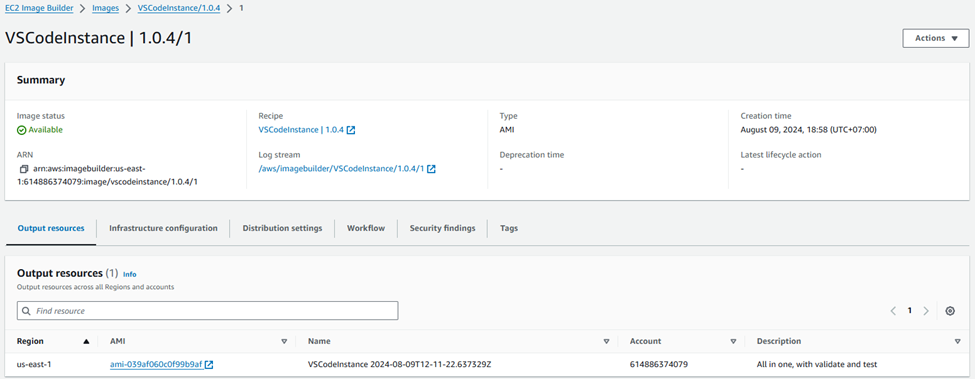 EC2 Image Builder > Images > VSCodeInstance/1.0.4 > 1
VSCodeInstance | 1.0.4/1
Actions
Summary
Image status
Available
Recipe
VSCodeInstance | 1.0.4
Type
AMI
Creation time
August 09, 2024, 18:58 (UTC+07:00)
ARN
arn:aws:imagebuilder:us-east-
1:614886374079:image/vscodeinstance/1.0.4/1
Log stream
/aws/imagebuilder/VSCodeInstance/1.0.4/1
Deprecation time
-
Latest lifecycle action
-
Output resources Infrastructure configuration Distribution settings Workflow Security findings Tags
Output resources (1) Info
Output resources across all Regions and accounts
Find resource
1
Region AMI Name Account Description
us-east-1 ami-039af060c0f99b9af VSCodeInstance 2024-08-09T12-11-22.637329Z 614886374079 All in one, with validate and test